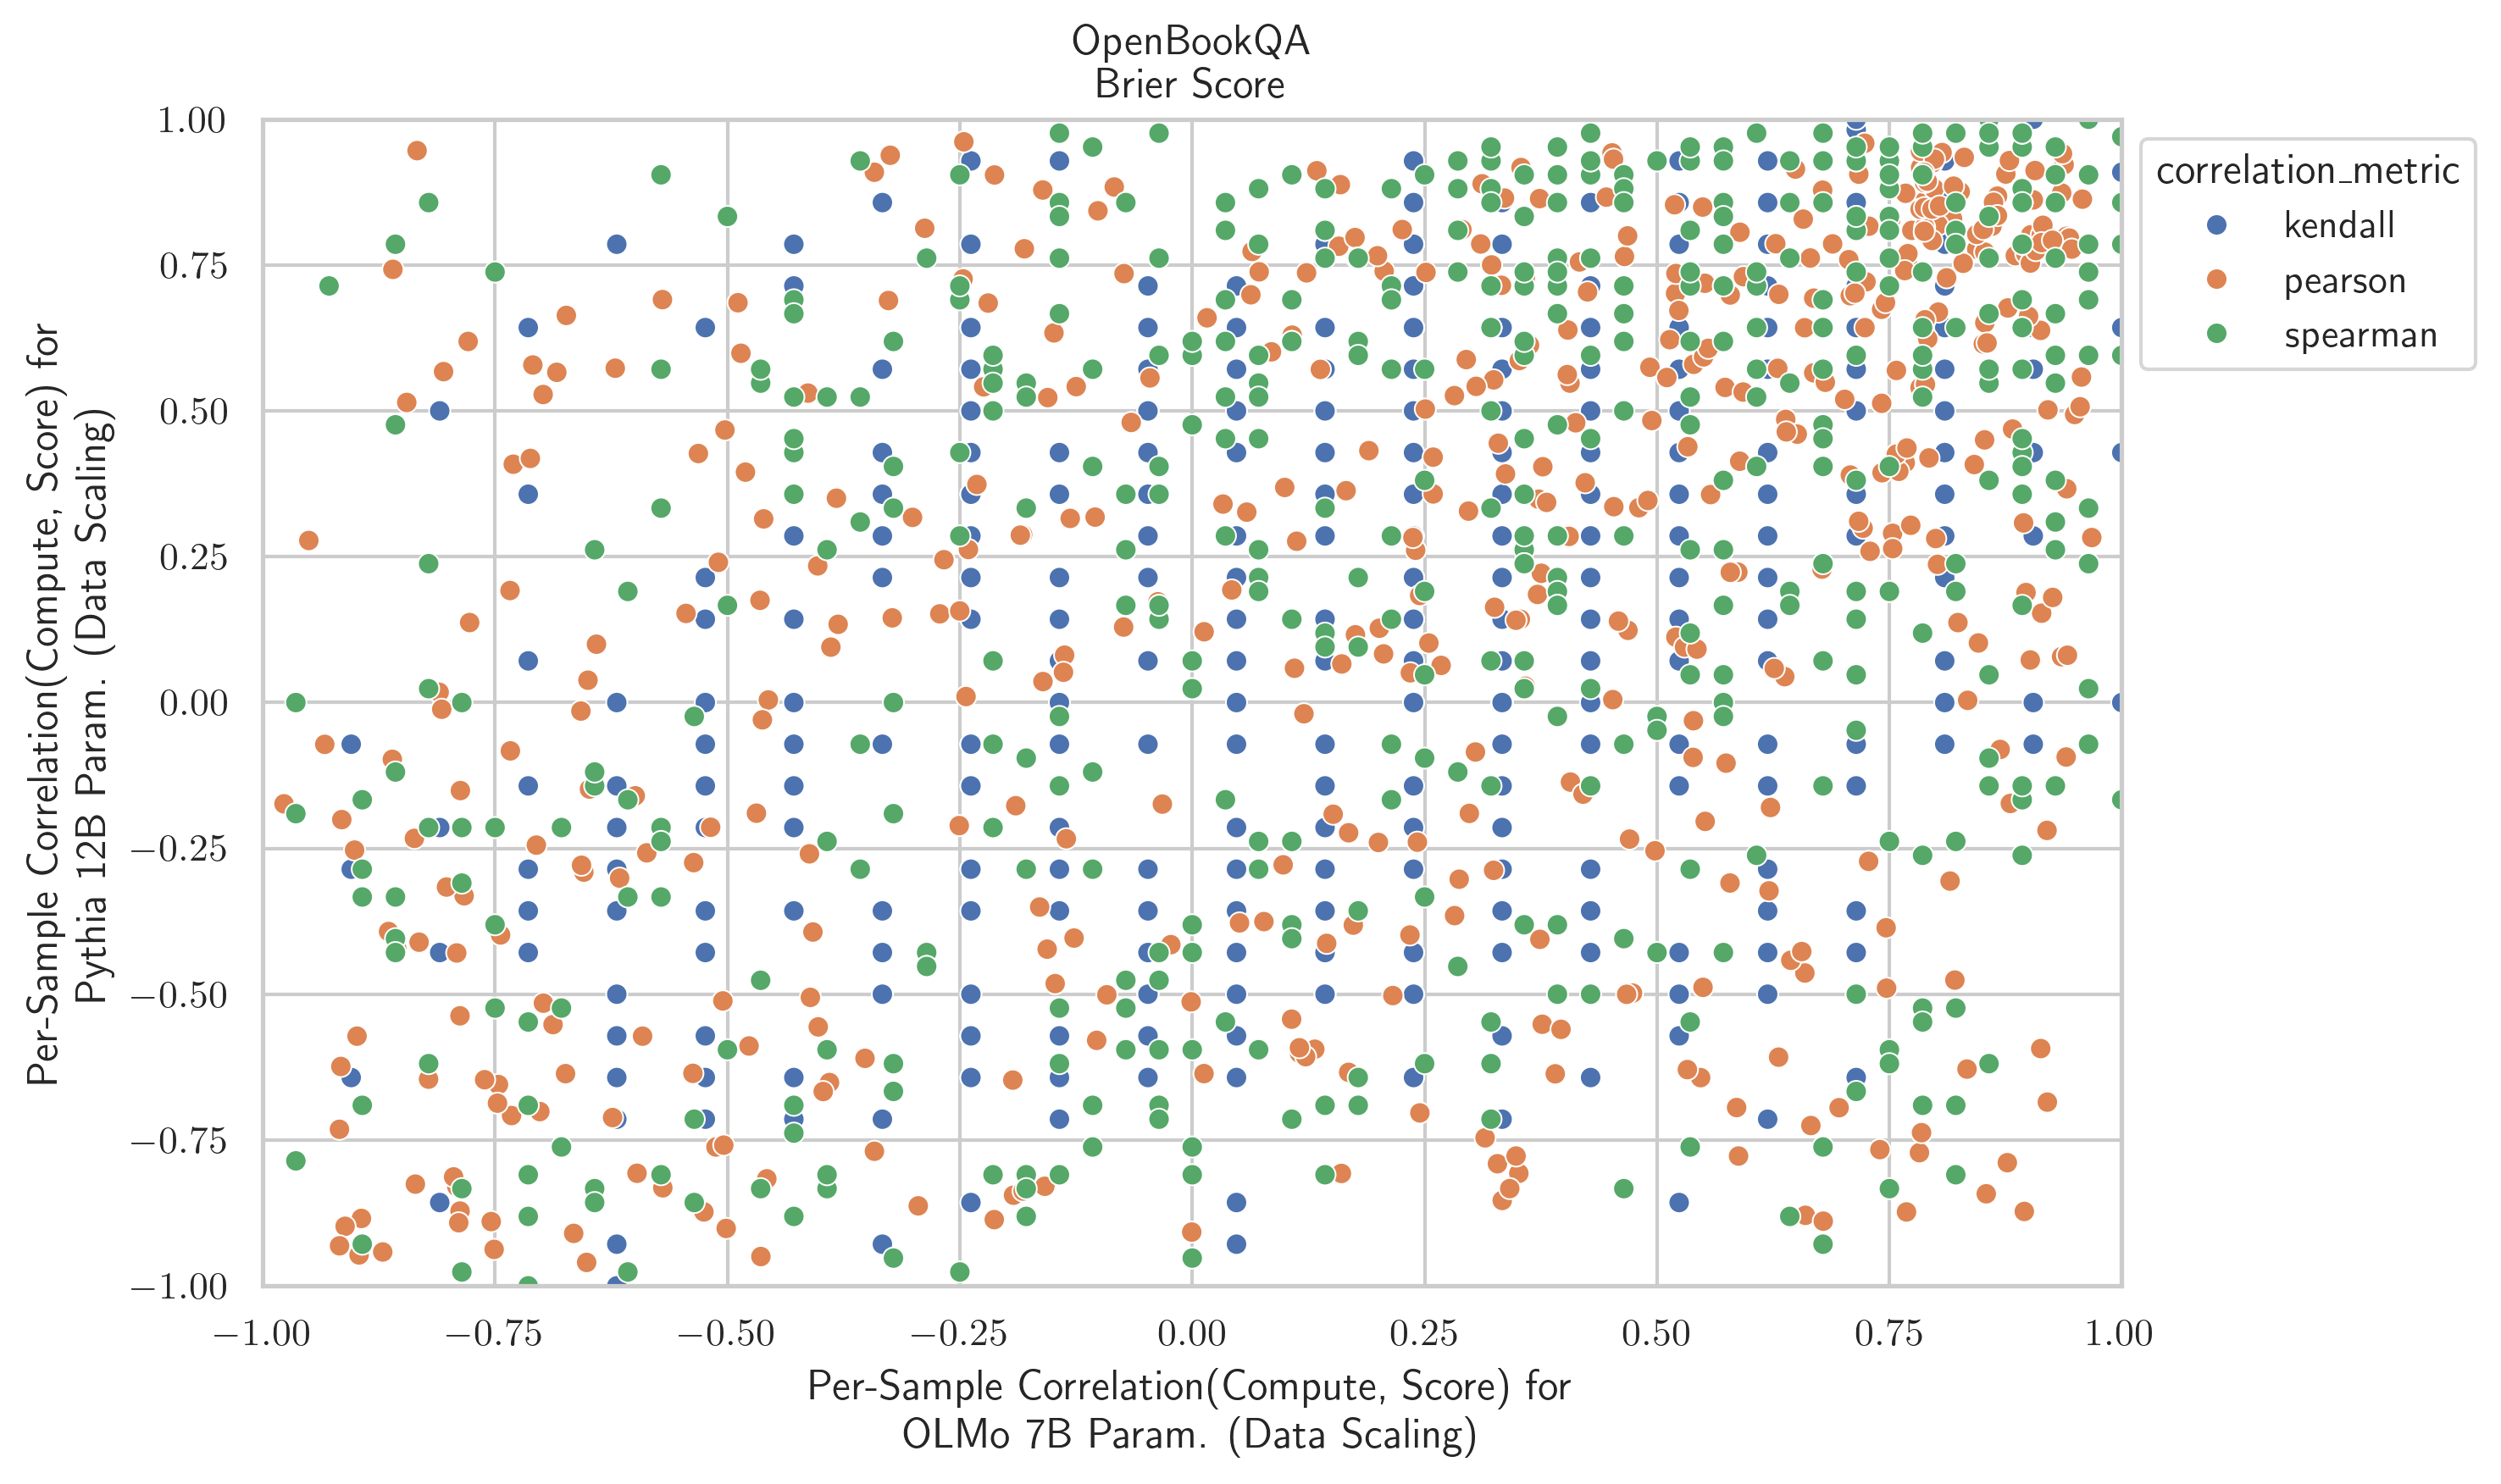 OpenBookQA
Brier Score
Per-Sample Correlation(Compute, Score) for
Pythia 12B Param. (Data Scaling)
1.00
0.75
0.50
0.25
0.00
−0.25
−0.50
−0.75
−1.00
−1.00 −0.75 −0.50 −0.25 0.00 0.25 0.50 0.75 1.00
Per-Sample Correlation(Compute, Score) for
OLMo 7B Param. (Data Scaling)
correlation_metric
kendall
pearson
spearman